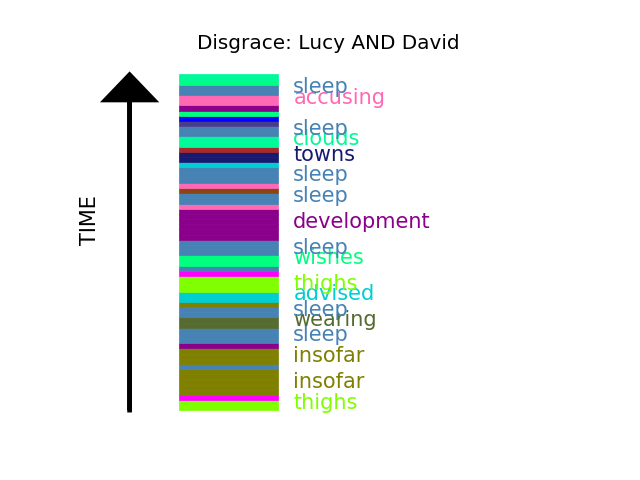 Disgrace: Lucy AND David
sleep
accusing
sleep
clouds
towns
sleep
sleep
development
sleep
wishes
thighs
advised
sleep
wearing
sleep
insofar
insofar
thighs
TIME